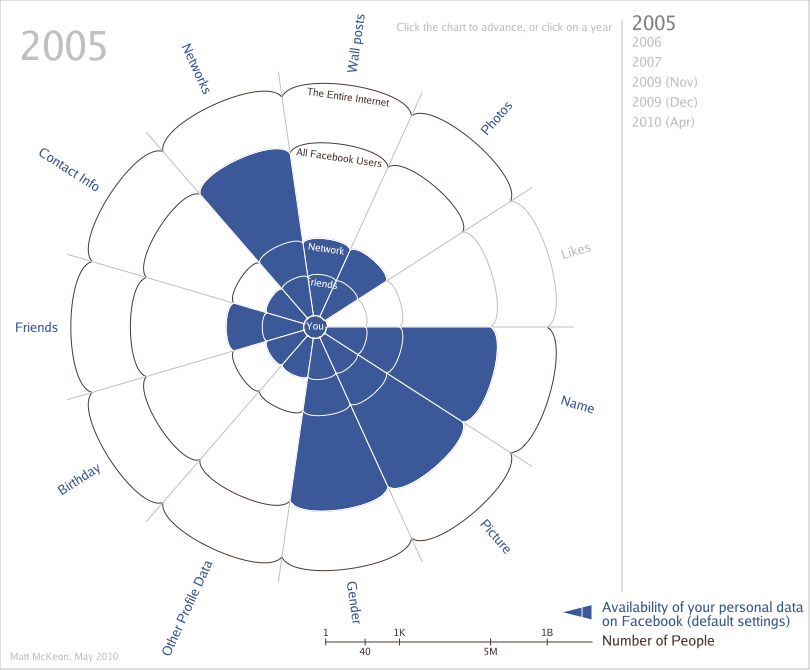 2005
Click the chart to advance, or click on a year
2005
2006
2007
2009 (Nov)
2009 (Dec)
2010 (Apr)
Wall posts
Networks
Photos
Contact Info
Likes
Friends
Name
Birthday
Picture
Other Profile Data
Gender
The Entire Internet
All Facebook Users
Network
Friends
You
Availability of your personal data
on Facebook (default settings)
1 1K 1B
Number of People
40 5M
Matt McKeon, May 2010